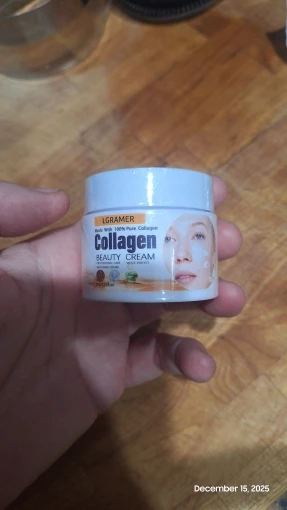 LGRAMER
Made With 100% Pure Collagen
Collagen
BEAUTY CREAM
December 15, 2025